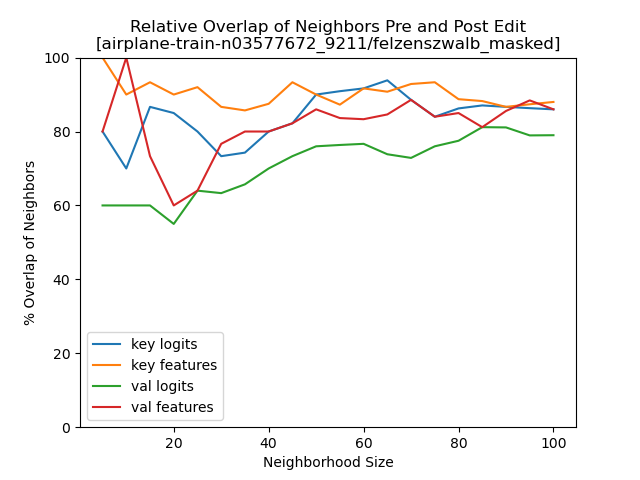 Relative Overlap of Neighbors Pre and Post Edit
[airplane-train-n03577672_9211/felzenszwalb_masked]
100
80
60
40
20
0
% Overlap of Neighbors
key logits
key features
val logits
val features
20 40 60 80 100
Neighborhood Size